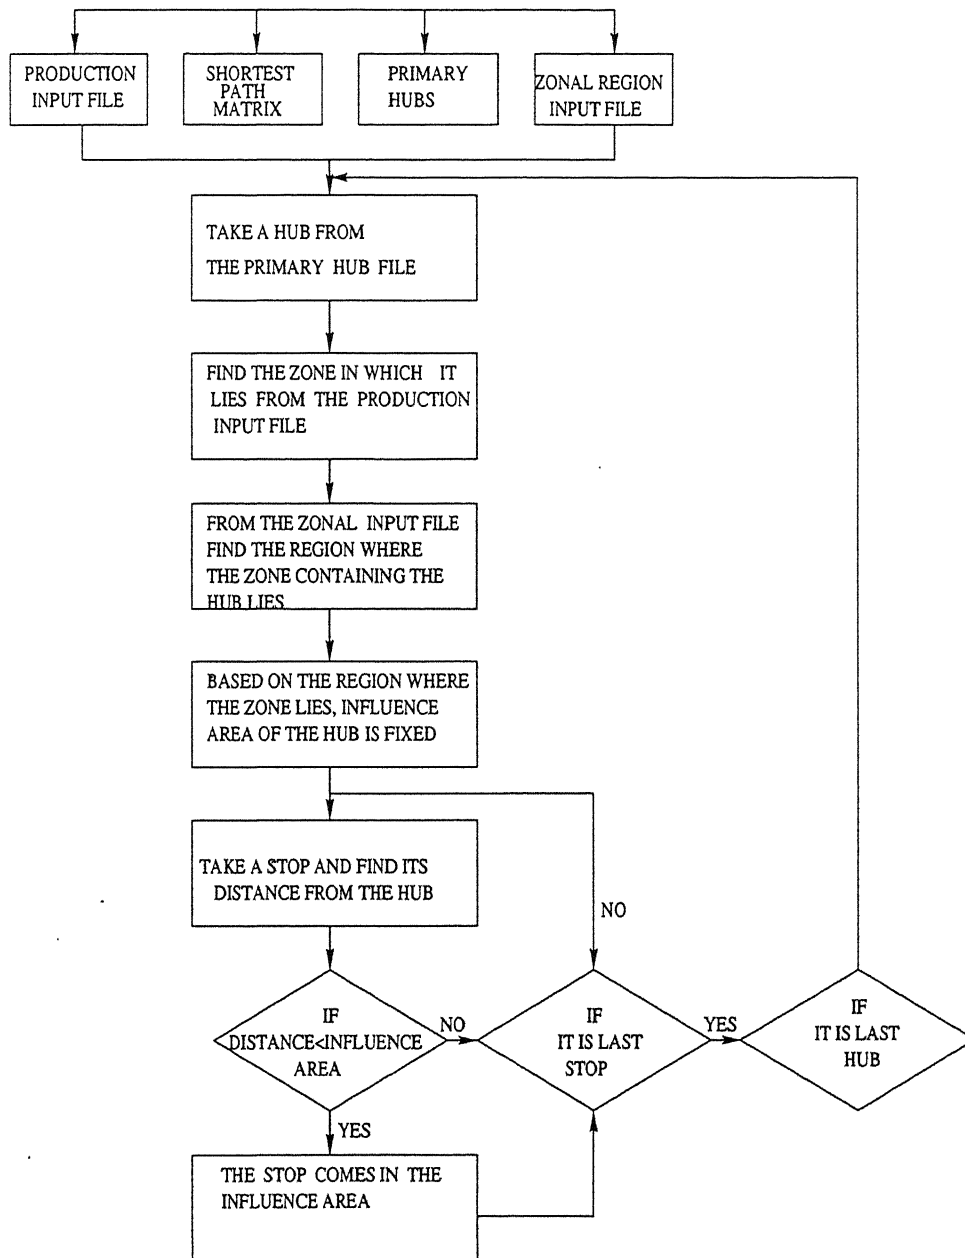 PRODUCTION
INPUT FILE
SHORTEST
PATH
MATRIX
PRIMARY
HUBS
ZONAL REGION
INPUT FILE
TAKE A HUB FROM
THE PRIMARY HUB FILE
FIND THE ZONE IN WHICH IT
LIES FROM THE PRODUCTION
INPUT FILE
FROM THE ZONAL INPUT FILE
FIND THE REGION WHERE
THE ZONE CONTAINING THE
HUB LIES
BASED ON THE REGION WHERE
THE ZONE LIES, INFLUENCE
AREA OF THE HUB IS FIXED
TAKE A STOP AND FIND ITS
DISTANCE FROM THE HUB
NO
IF
DISTANCE<INFLUENCE
AREA
NO
IF
IT IS LAST
STOP
YES
IF
IT IS LAST
HUB
YES
THE STOP COMES IN THE
INFLUENCE AREA